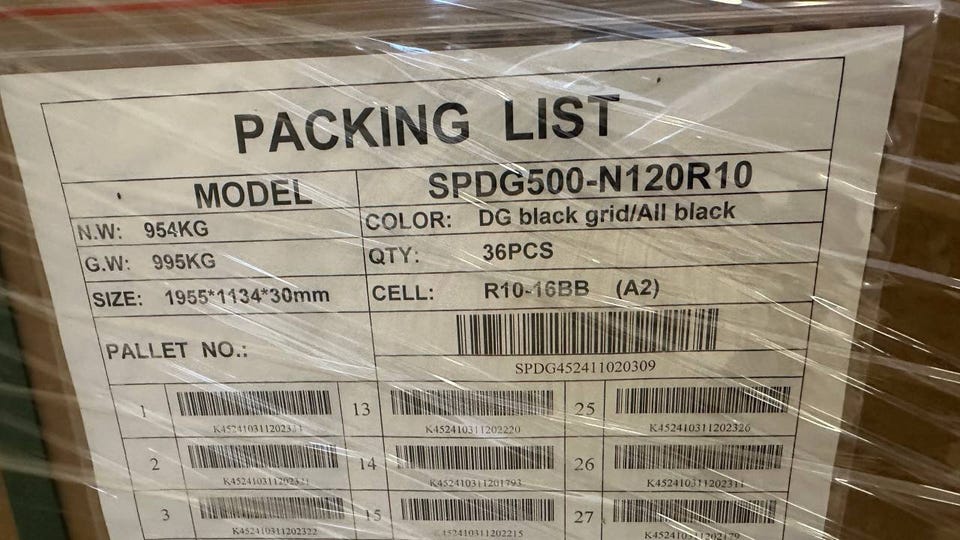 PACKING LIST
MODEL SPDG500-N120R10
N.W: 954KG COLOR: DG black grid/All black
G.W: 995KG QTY: 36PCS
SIZE: 1955*1134*30mm CELL: R10-16BB (A2)
PALLET NO.:
SPDG452411020309
1 13 25
K452410311202220 K452410311202326
2 14 26
K452410311201793 K452410311202311
3 15 27
K452410311202322 K452410311202215